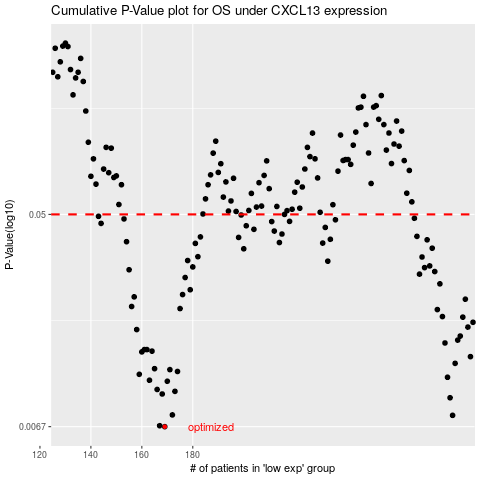 Cumulative P-Value plot for OS under CXCL13 expression
P-Value(log10)
0.05
0.0067
optimized
120 140 160 180
# of patients in 'low exp' group